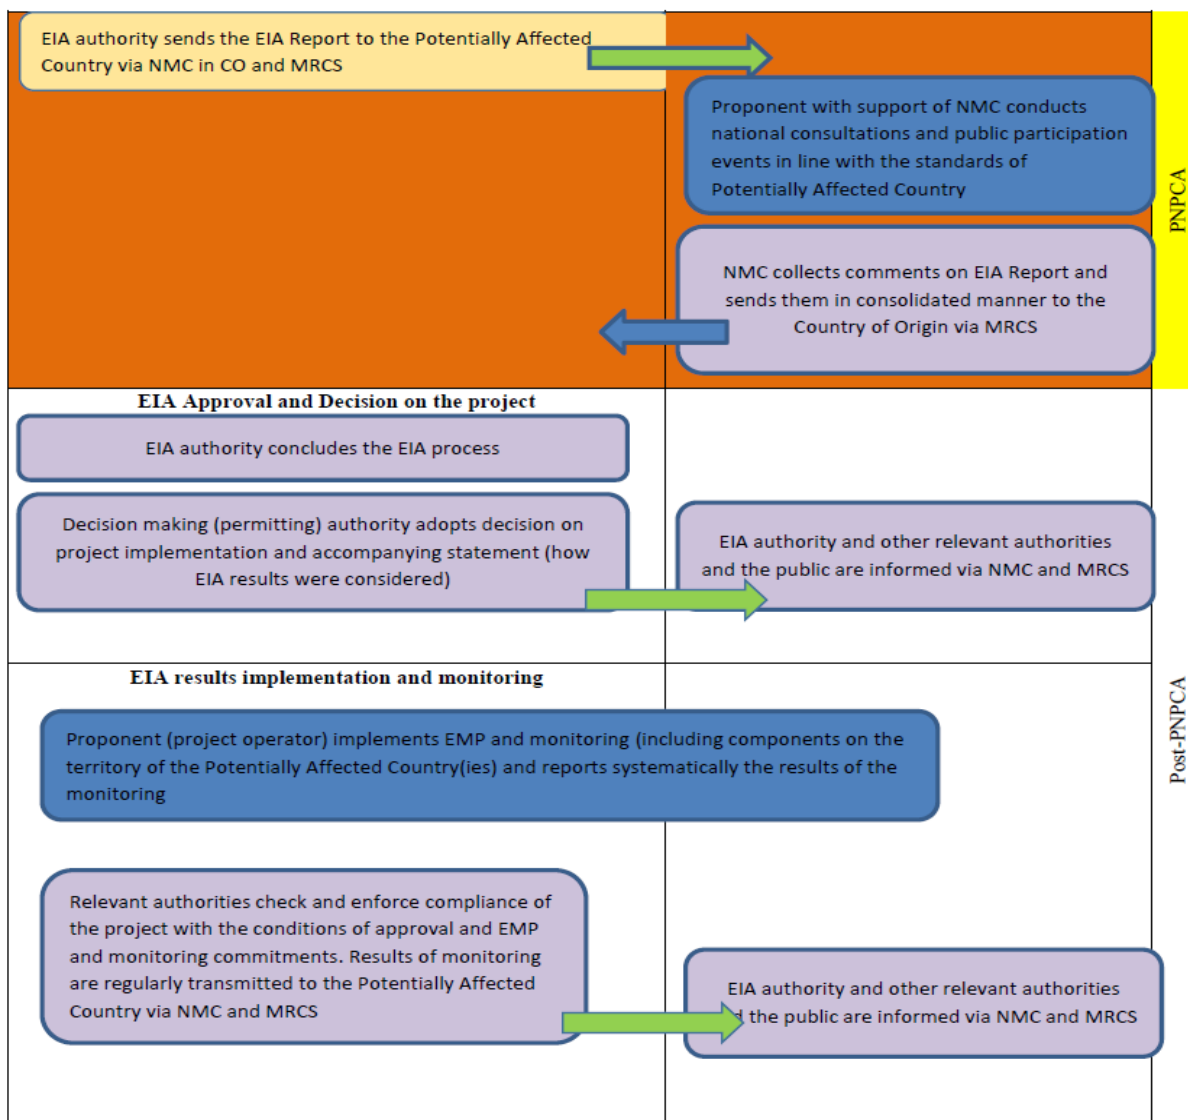 EIA authority sends the EIA Report to the Potentially Affected
Country via NMC in CO and MRCS
Proponent with support of NMC conducts
national consultations and public participation
events in line with the standards of
Potentially Affected Country
PNPCA
NMC collects comments on EIA Report and
sends them in consolidated manner to the
Country of Origin via MRCS
EIA Approval and Decision on the project
EIA authority concludes the EIA process
Decision making (permitting) authority adopts decision on
project implementation and accompanying statement (how
EIA results were considered)
EIA authority and other relevant authorities
and the public are informed via NMC and MRCS
EIA results implementation and monitoring
Post-PNPCA
Proponent (project operator) implements EMP and monitoring (including components on the
territory of the Potentially Affected Country(ies) and reports systematically the results of the
monitoring
Relevant authorities check and enforce compliance of
the project with the conditions of approval and EMP
and monitoring commitments. Results of monitoring
are regularly transmitted to the Potentially Affected
Country via NMC and MRCS
EIA authority and other relevant authorities
d the public are informed via NMC and MRCS